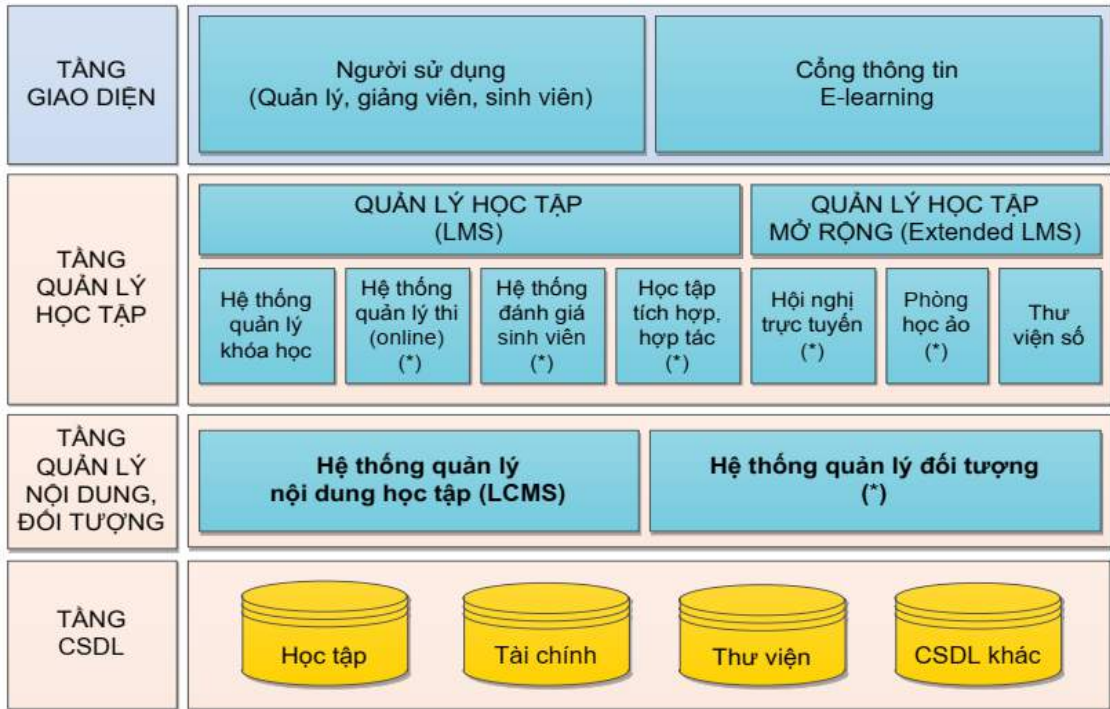 TẦNG
GIAO DIỆN
Người sử dụng
(Quản lý, giảng viên, sinh viên)
Cổng thông tin
E-learning
TẦNG
QUẢN LÝ
HỌC TẬP
QUẢN LÝ HỌC TẬP
(LMS)
QUẢN LÝ HỌC TẬP
MỞ RỘNG (Extended LMS)
Hệ thống
quản lý
khóa học
Hệ thống
quản lý thi
(online)
(*)
Hệ thống
đánh giá
sinh viên
(*)
Học tập
tích hợp,
hợp tác
(*)
Hội nghị
trực tuyến
(*)
Phòng
học ảo
(*)
Thư
viện số
TẦNG
QUẢN LÝ
NỘI DUNG,
ĐỐI TƯỢNG
Hệ thống quản lý
nội dung học tập (LCMS)
Hệ thống quản lý đối tượng
(*)
TẦNG
CSDL
Học tập
Tài chính
Thư viện
CSDL khác